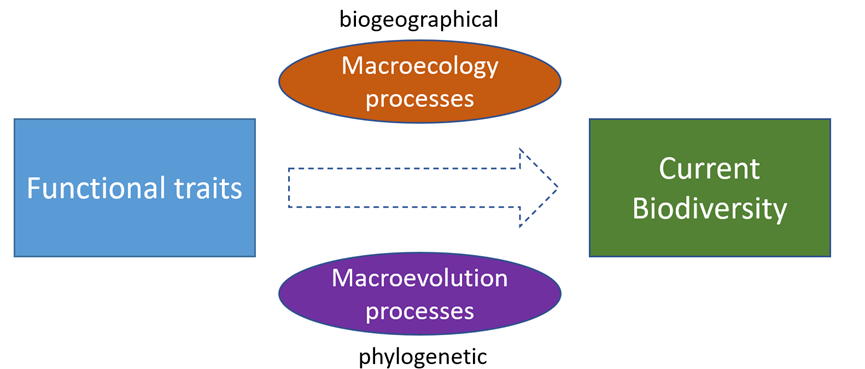 biogeographical
Macroecology
processes
Functional traits
Current
Biodiversity
Macroevolution
processes
phylogenetic